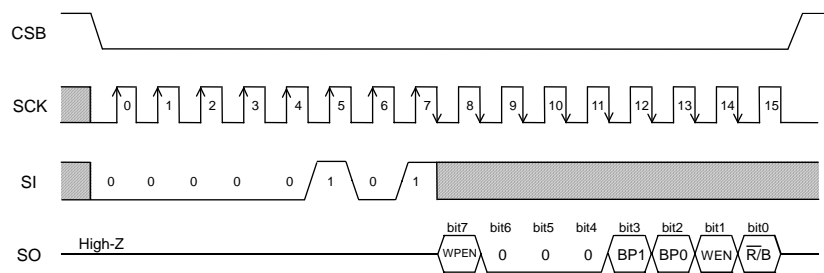 CSB
SCK 0 1 2 3 4 5 6 7 8 9 10 11 12 13 14 15
SI 0 0 0 0 0 1 0 1
bit7 bit6 bit5 bit4 bit3 bit2 bit1 bit0
SO High-Z WPEN 0 0 0 BP1 BP0 WEN R̅/B